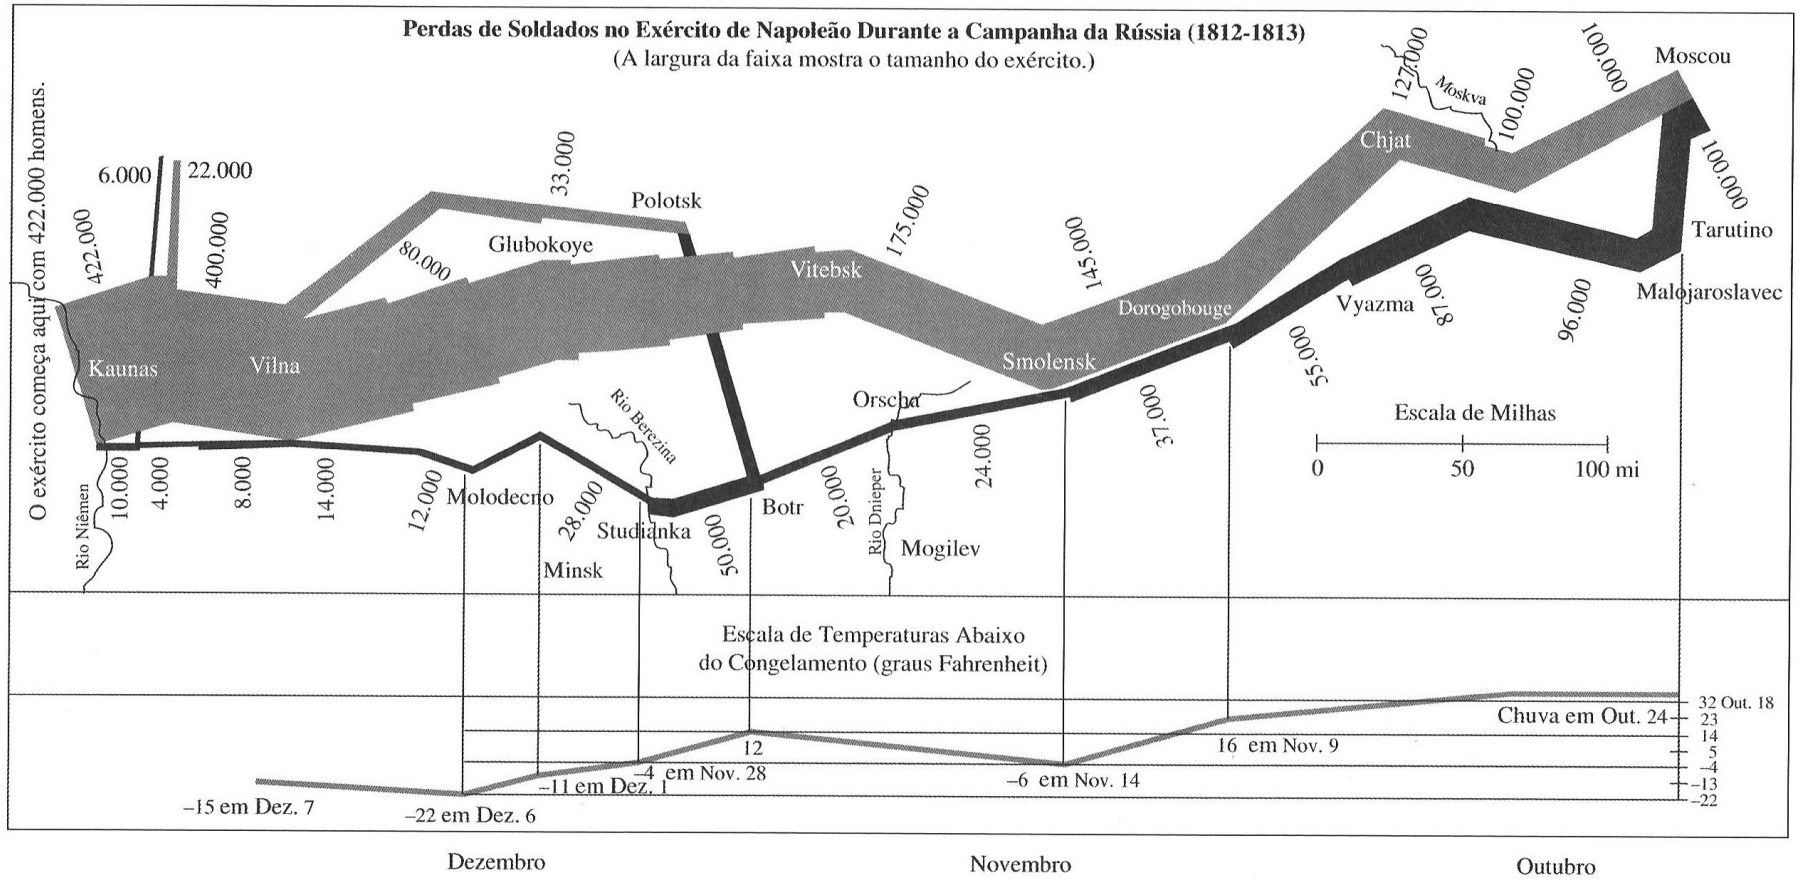 Perdas de Soldados no Exército de Napoleão Durante a Campanha da Rússia (1812-1813)
(A largura da faixa mostra o tamanho do exército.)
O exército começa aqui com 422.000 homens.
422.000
6.000
22.000
400.000
80.000
33.000
Glubokoye
Polotsk
175.000
145.000
127.000
Moskva
100.000
100.000
Moscou
100.000
Kaunas
Vilna
Vitebsk
Smolensk
Dorogobouge
Chjat
Tarutino
Malojaroslavec
96.000
87.000
Vyazma
55.000
37.000
24.000
Orscha
Rio Dnieper
Mogilev
20.000
Botr
50.000
Rio Berezina
Studianka
28.000
Minsk
Molodecno
12.000
14.000
8.000
4.000
10.000
Rio Niêmen
Escala de Milhas
0 50 100 mi
Escala de Temperaturas Abaixo
do Congelamento (graus Fahrenheit)
32 Out. 18
Chuva em Out. 24
23
14
5
–4
–13
–22
16 em Nov. 9
–6 em Nov. 14
12
–4 em Nov. 28
–11 em Dez. 1
–22 em Dez. 6
–15 em Dez. 7
Dezembro
Novembro
Outubro